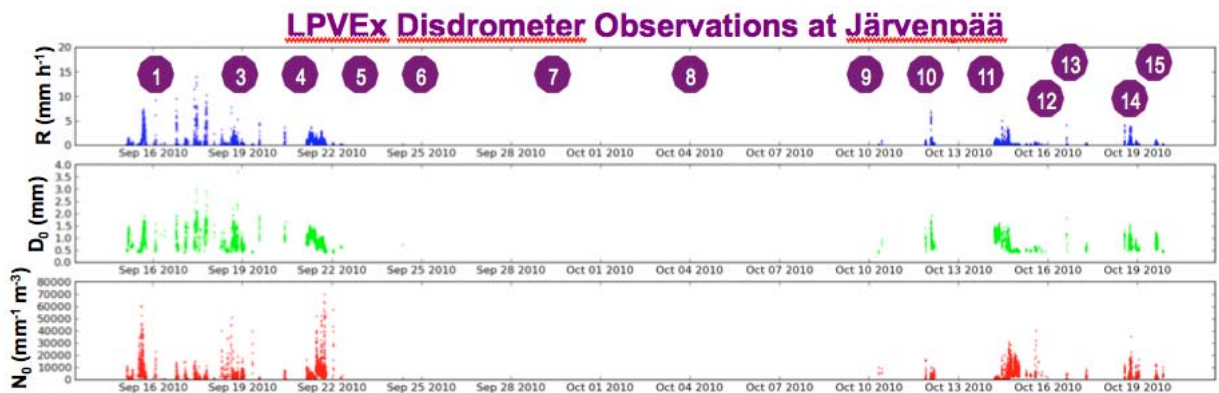 LPVEx Disdrometer Observations at Järvenpää
R (mm h⁻¹)
20
15
10
5
0
1 3 4 5 6 7 8 9 10 11 12 13 14 15
Sep 16 2010 Sep 19 2010 Sep 22 2010 Sep 25 2010 Sep 28 2010 Oct 01 2010 Oct 04 2010 Oct 07 2010 Oct 10 2010 Oct 13 2010 Oct 16 2010 Oct 19 2010
D₀ (mm)
4.0
3.5
3.0
2.5
2.0
1.5
1.0
0.5
0.0
Sep 16 2010 Sep 19 2010 Sep 22 2010 Sep 25 2010 Sep 28 2010 Oct 01 2010 Oct 04 2010 Oct 07 2010 Oct 10 2010 Oct 13 2010 Oct 16 2010 Oct 19 2010
N₀ (mm⁻¹ m⁻³)
80000
70000
60000
50000
40000
30000
20000
10000
0
Sep 16 2010 Sep 19 2010 Sep 22 2010 Sep 25 2010 Sep 28 2010 Oct 01 2010 Oct 04 2010 Oct 07 2010 Oct 10 2010 Oct 13 2010 Oct 16 2010 Oct 19 2010